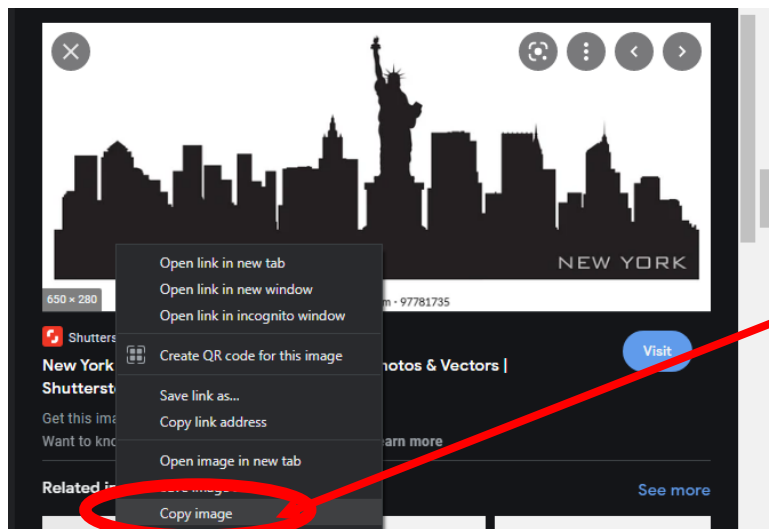 NEW YORK
Open link in new tab
Open link in new window
Open link in incognito window
650 × 280
m · 97781735
Create QR code for this image
Shutters
Visit
New York
hotos & Vectors |
Shutterst
Save link as...
Copy link address
Get this ima
Want to kno
earn more
Open image in new tab
Related
See more
Copy image